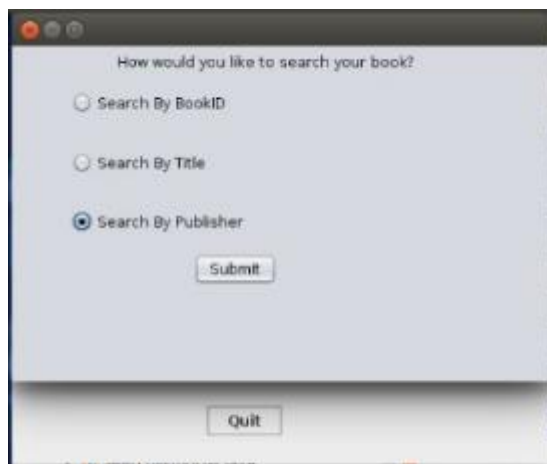 How would you like to search your book?
Search By BookID
Search By Title
Search By Publisher
Submit
Quit